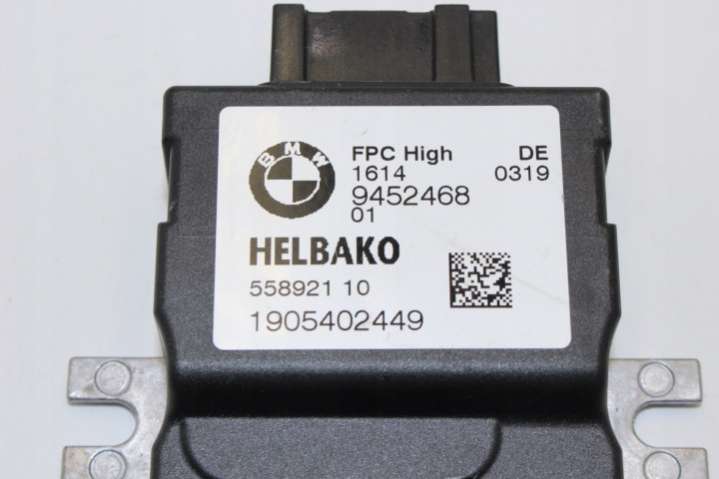 BMW
FPC High DE
1614 0319
9452468
01
HELBAKO
558921 10
1905402449